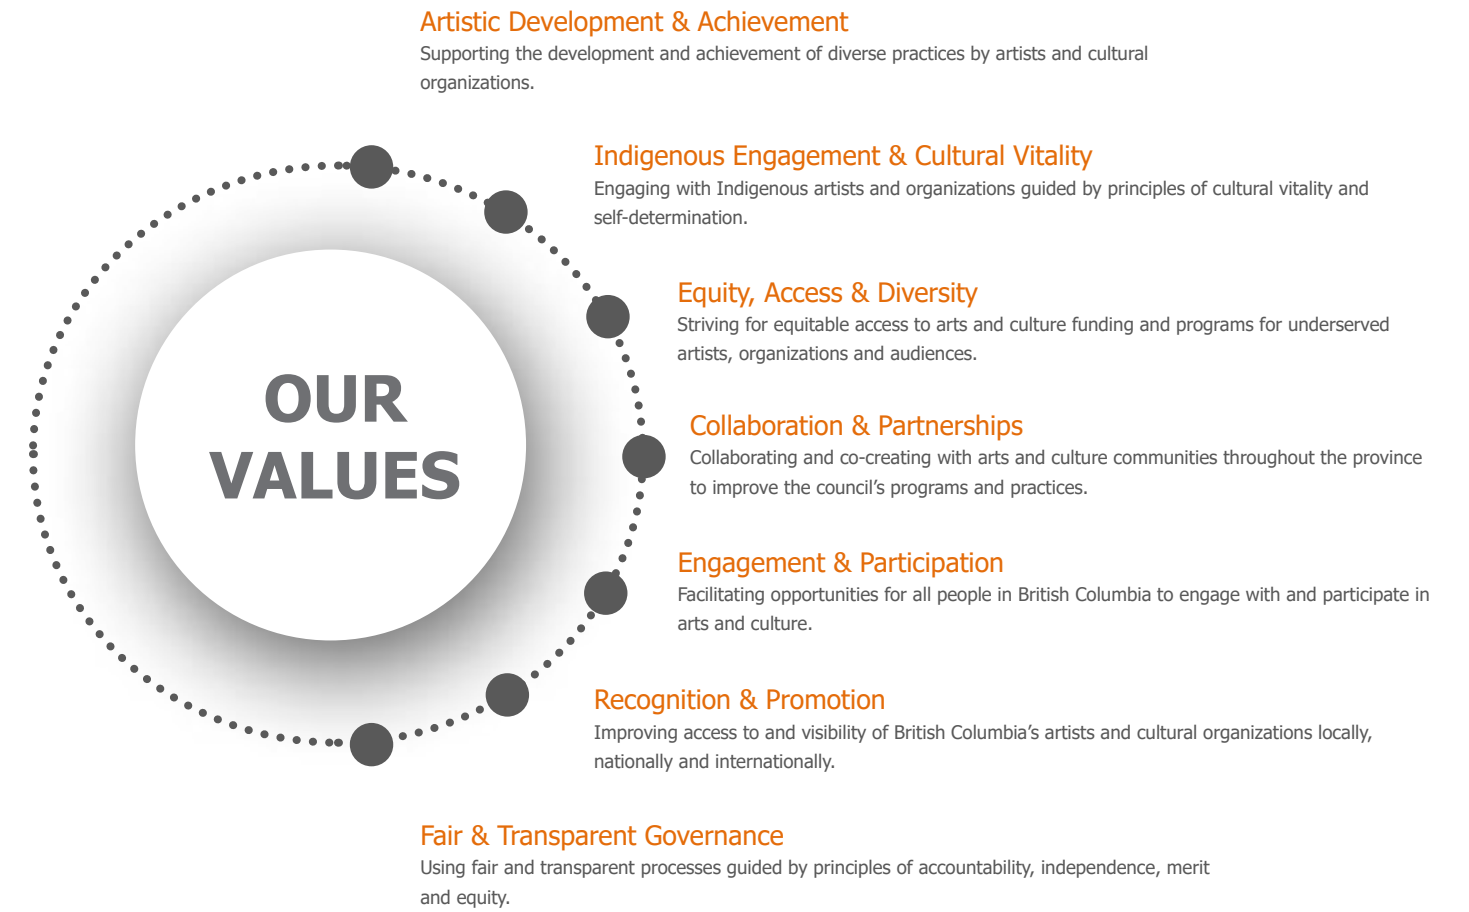 Artistic Development & Achievement
Supporting the development and achievement of diverse practices by artists and cultural
organizations.
Indigenous Engagement & Cultural Vitality
Engaging with Indigenous artists and organizations guided by principles of cultural vitality and
self-determination.
Equity, Access & Diversity
Striving for equitable access to arts and culture funding and programs for underserved
artists, organizations and audiences.
OUR
VALUES
Collaboration & Partnerships
Collaborating and co-creating with arts and culture communities throughout the province
to improve the council’s programs and practices.
Engagement & Participation
Facilitating opportunities for all people in British Columbia to engage with and participate in
arts and culture.
Recognition & Promotion
Improving access to and visibility of British Columbia’s artists and cultural organizations locally,
nationally and internationally.
Fair & Transparent Governance
Using fair and transparent processes guided by principles of accountability, independence, merit
and equity.